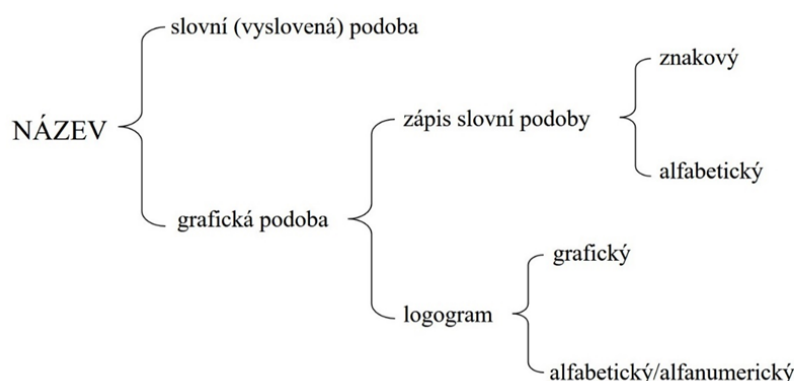 slovní (vyslovená) podoba
znakový
zápis slovní podoby
NÁZEV
alfabetický
grafická podoba
grafický
logogram
alfabetický/alfanumerický